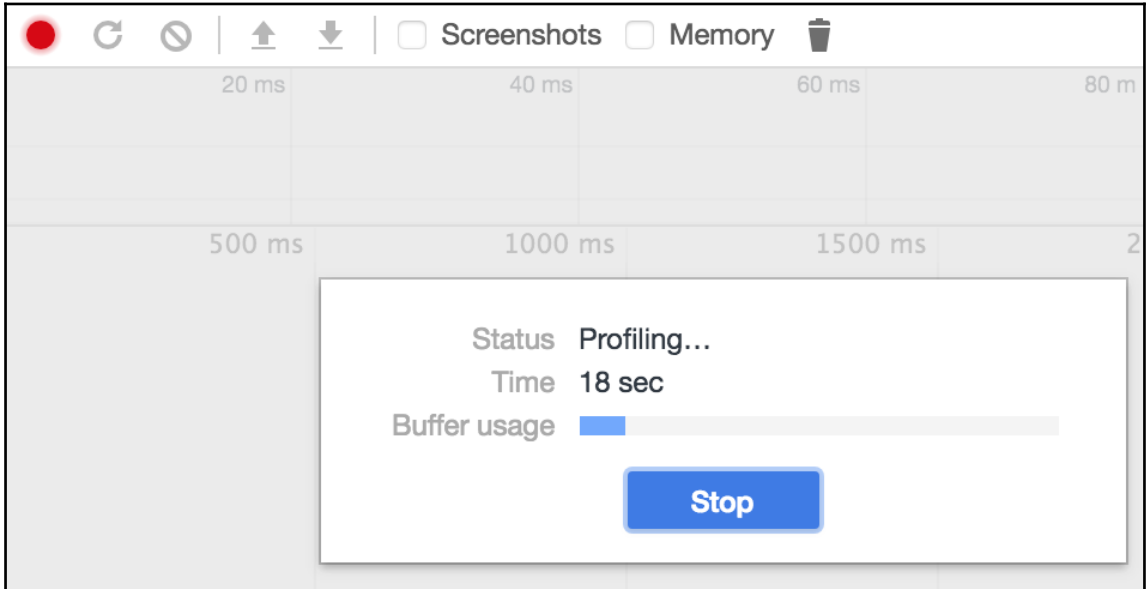 Screenshots Memory
20 ms 40 ms 60 ms 80 m
500 ms 1000 ms 1500 ms 2
Status Profiling…
Time 18 sec
Buffer usage
Stop